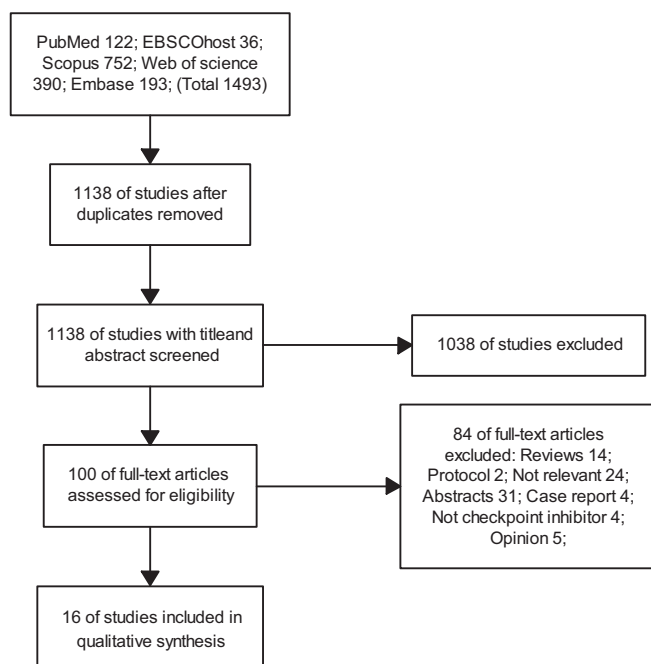 PubMed 122; EBSCOhost 36;
Scopus 752; Web of science
390; Embase 193; (Total 1493)
1138 of studies after
duplicates removed
1138 of studies with titleand
abstract screened
1038 of studies excluded
100 of full-text articles
assessed for eligibility
84 of full-text articles
excluded: Reviews 14;
Protocol 2; Not relevant 24;
Abstracts 31; Case report 4;
Not checkpoint inhibitor 4;
Opinion 5;
16 of studies included in
qualitative synthesis